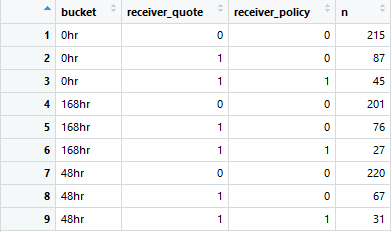 bucket receiver_quote receiver_policy n
1 0hr 0 0 215
2 0hr 1 0 87
3 0hr 1 1 45
4 168hr 0 0 201
5 168hr 1 0 76
6 168hr 1 1 27
7 48hr 0 0 220
8 48hr 1 0 67
9 48hr 1 1 31